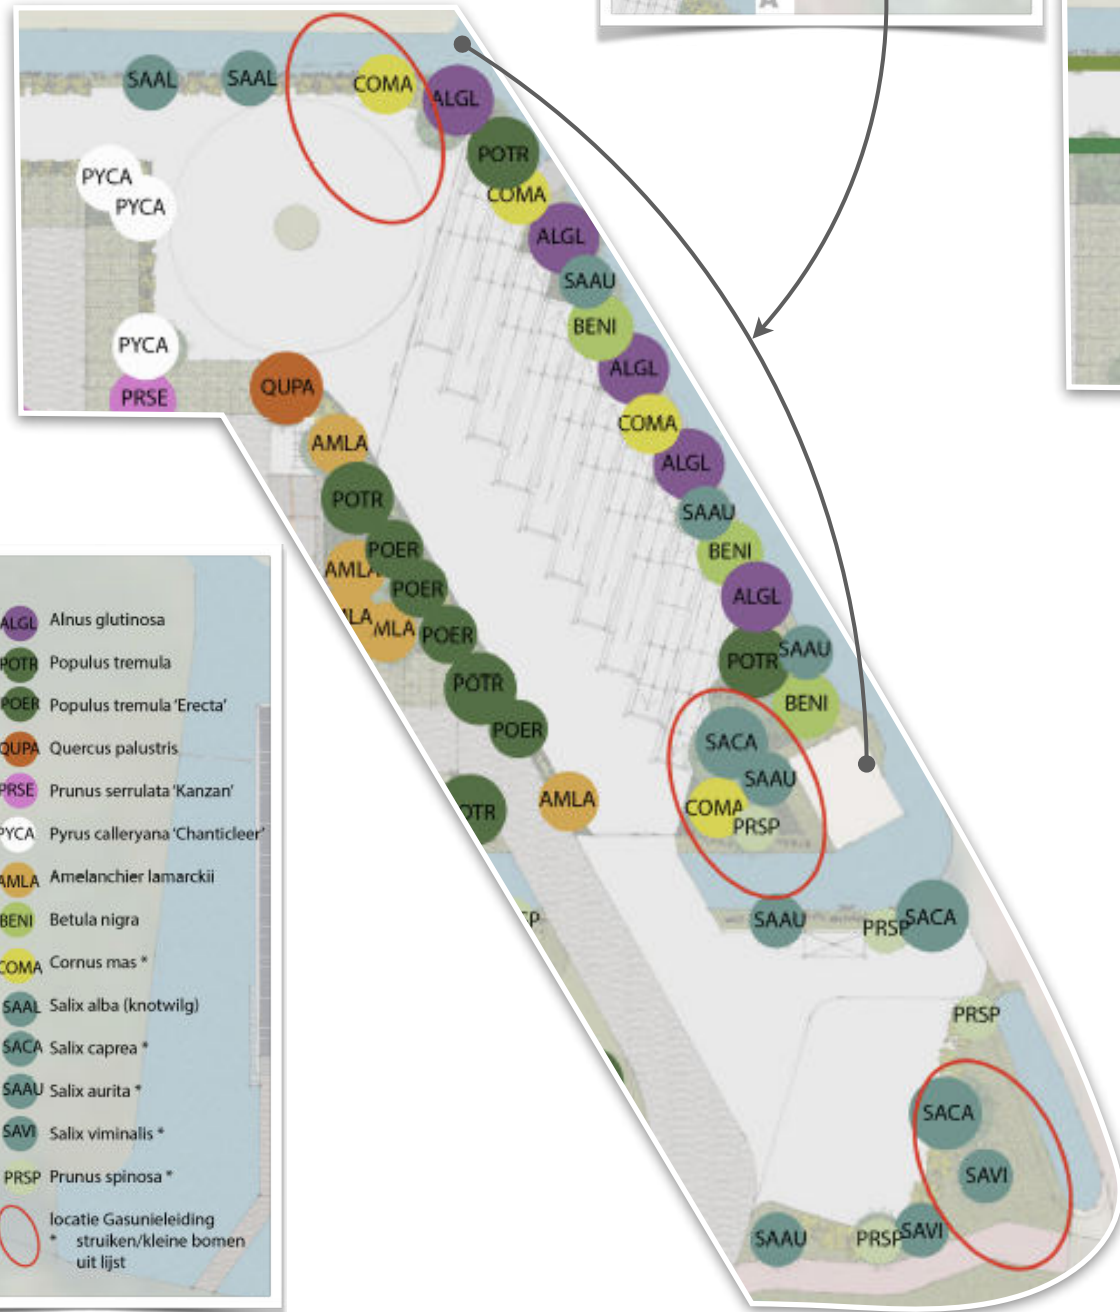 A
SAAL
SAAL
COMA
ALGL
POTR
PYCA
PYCA
COMA
ALGL
SAAU
BENI
PYCA
ALGL
PRSE
QUPA
COMA
AMLA
ALGL
POTR
SAAU
POER
BENI
AMLA
POER
ALGL
LA
MLA
POER
POTR
SAAU
POTR
BENI
POER
SACA
SAAU
AMLA
COMA
OTR
PRSP
SP
SAAU
PRSP
SACA
PRSP
SACA
SAVI
SAAU
PRSP
SAVI
ALGL Alnus glutinosa
POTR Populus tremula
POER Populus tremula 'Erecta'
QUPA Quercus palustris
PRSE Prunus serrulata 'Kanzan'
PYCA Pyrus calleryana 'Chanticleer'
AMLA Amelanchier lamarckii
BENI Betula nigra
COMA Cornus mas *
SAAL Salix alba (knotwilg)
SACA Salix caprea *
SAAU Salix aurita *
SAVI Salix viminalis *
PRSP Prunus spinosa *
locatie Gasunieleiding
* struiken/kleine bomen
uit lijst